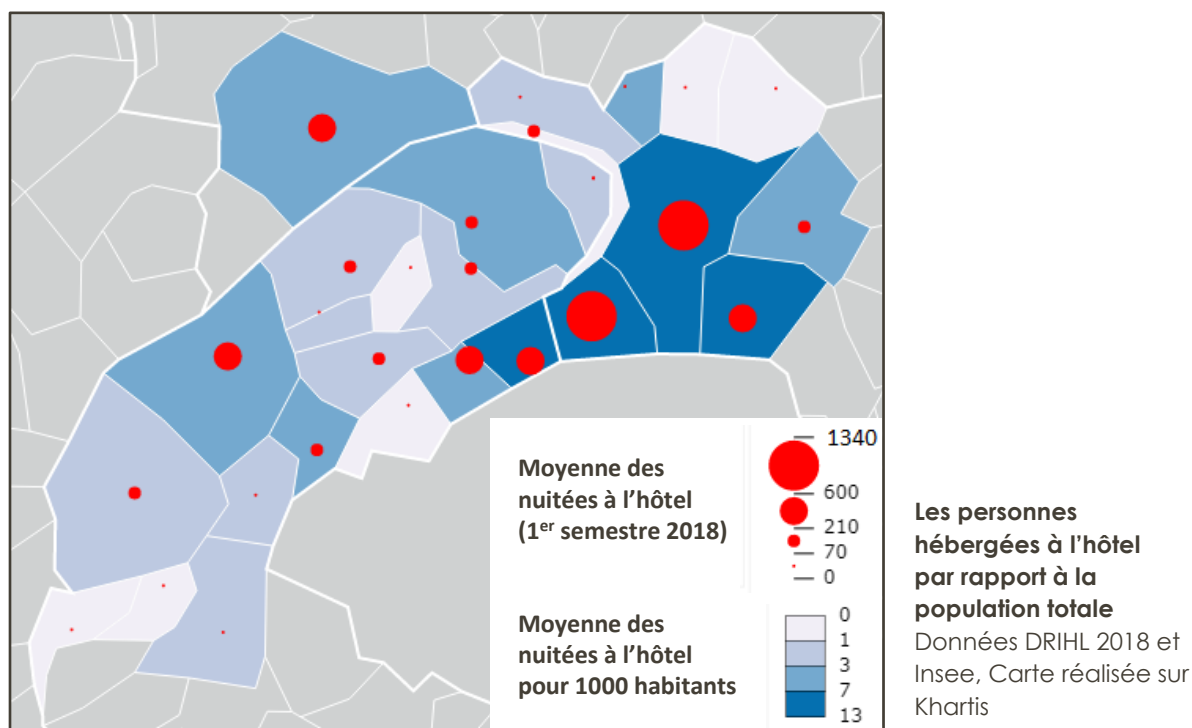 Moyenne des
nuitées à l’hôtel
(1er semestre 2018)
1340
600
210
70
0
Moyenne des
nuitées à l’hôtel
pour 1000 habitants
0
1
3
7
13
Les personnes
hébergées à l’hôtel
par rapport à la
population totale
Données DRIHL 2018 et
Insee, Carte réalisée sur
Khartis